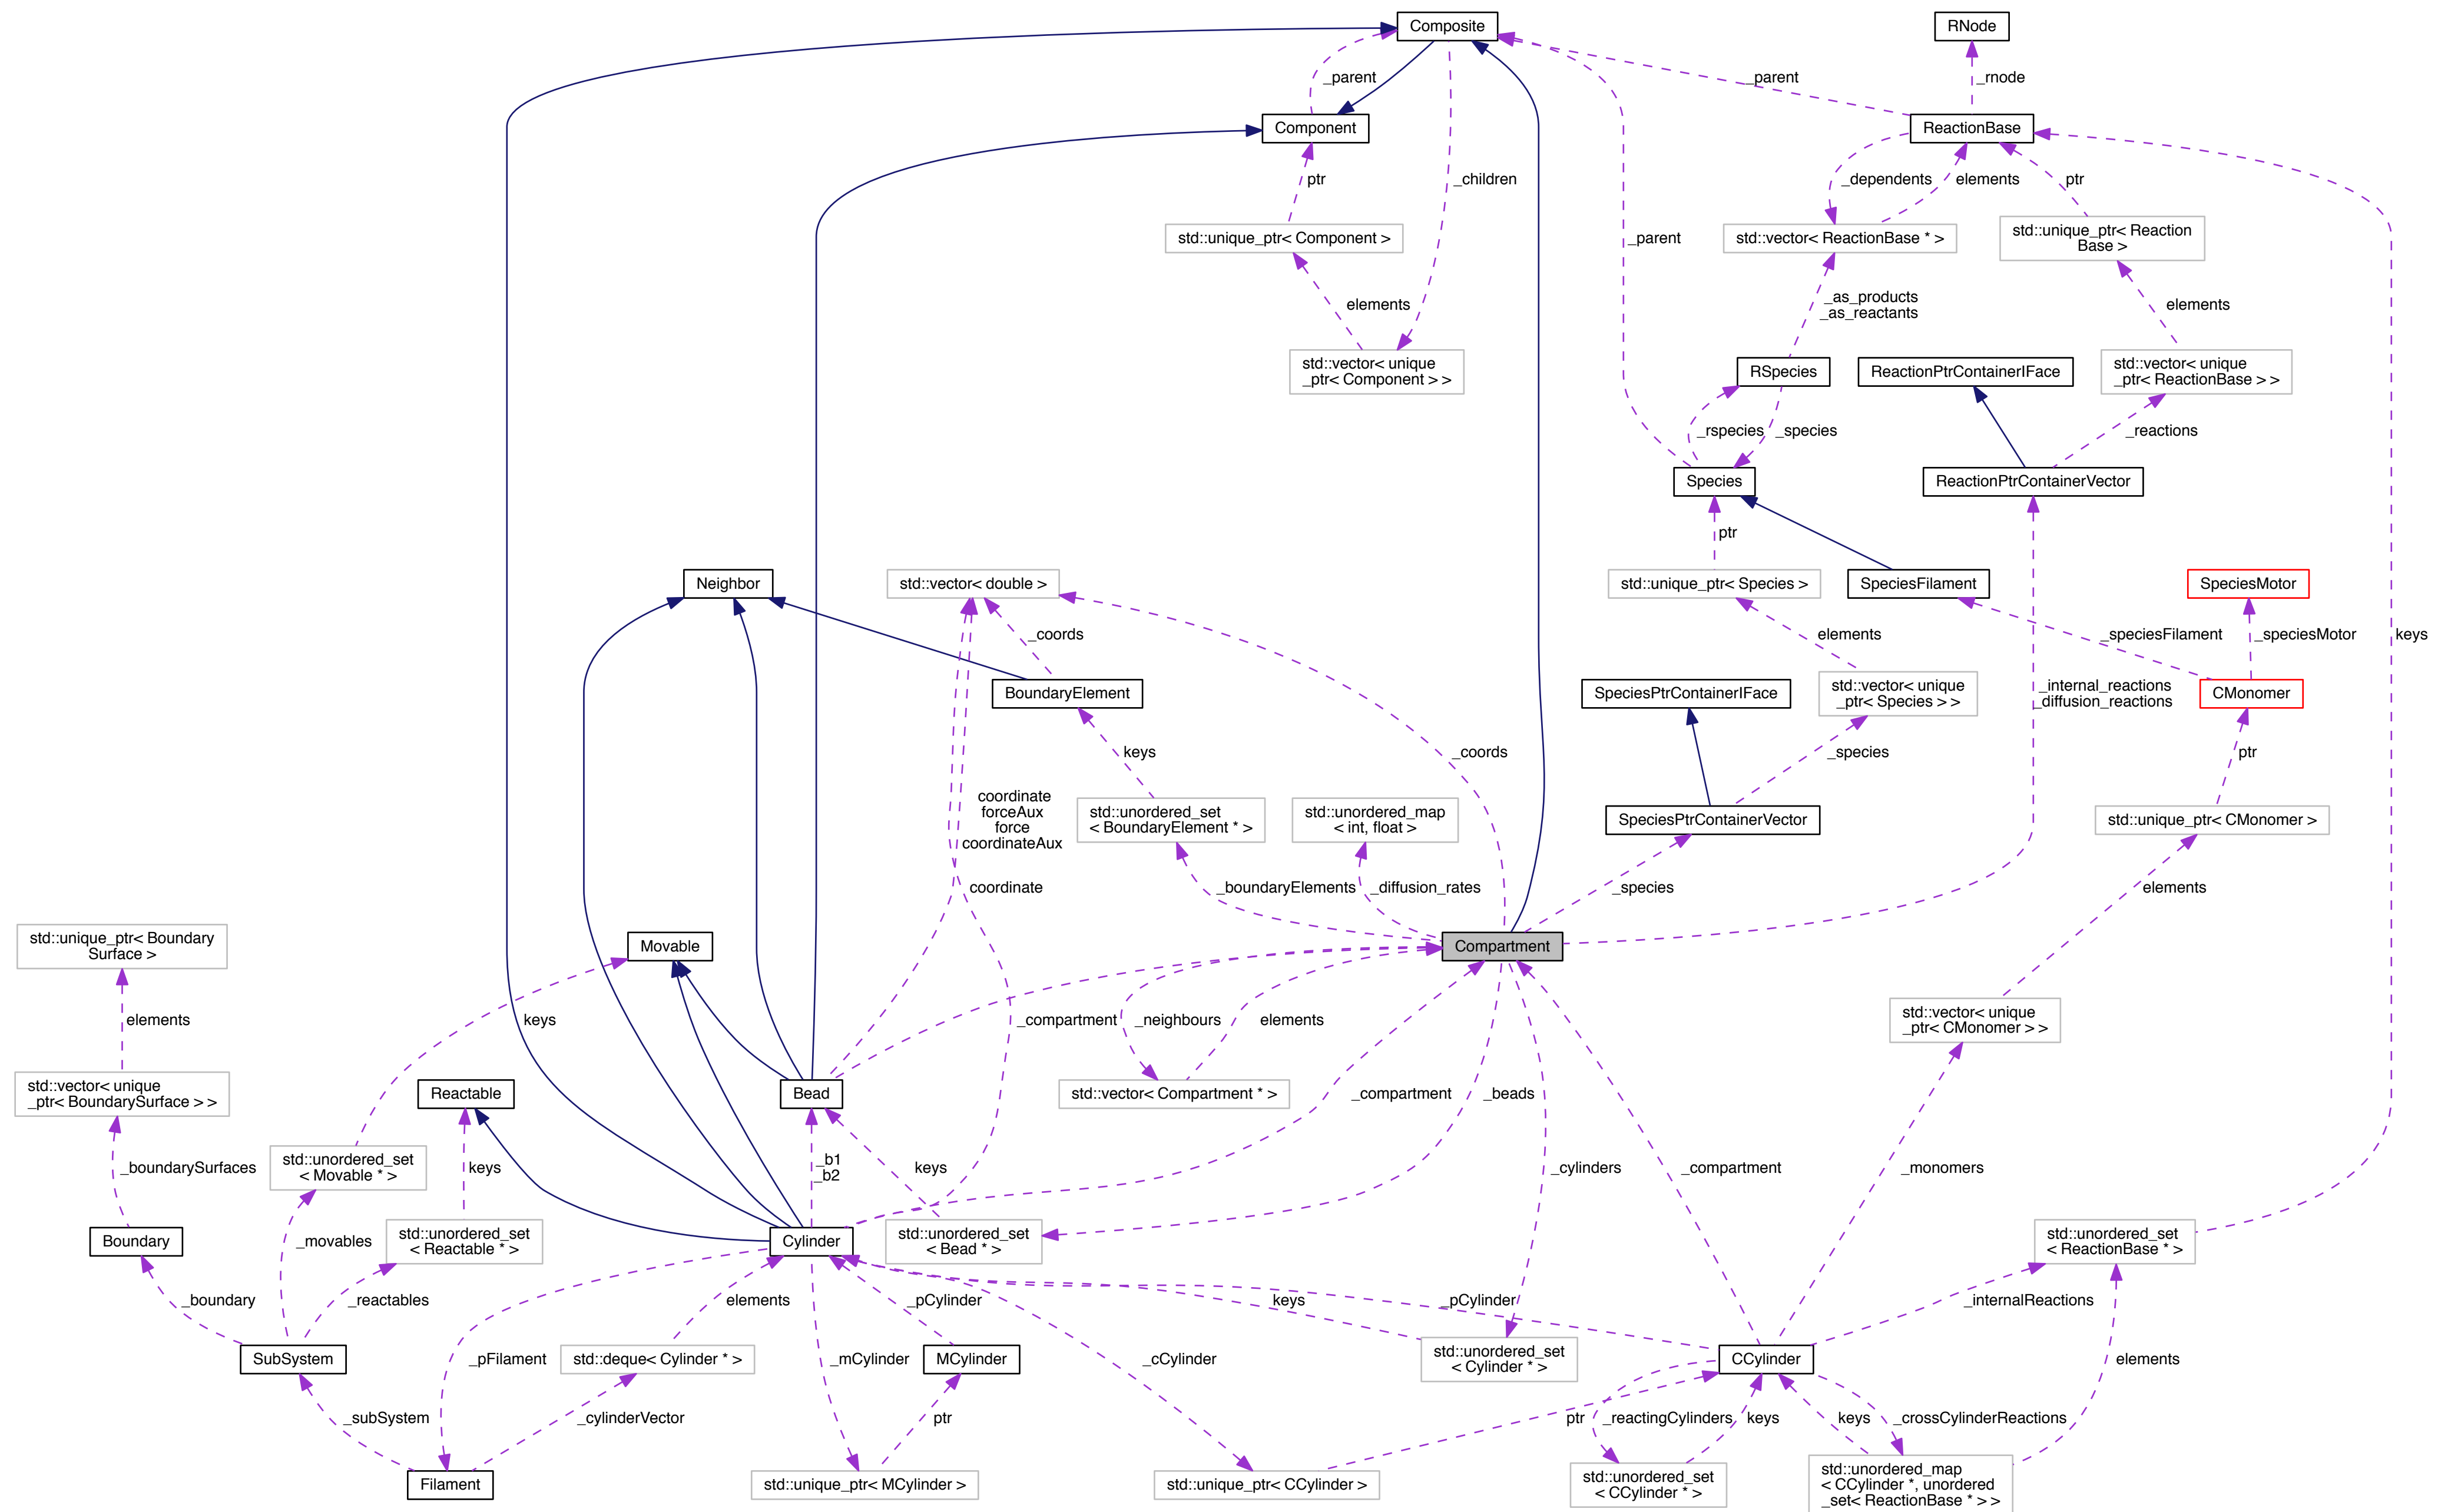 Composite
RNode
_parent
_parent
_rnode
Component
ReactionBase
ptr
_children
_dependents
elements
ptr
std::unique_ptr< Component >
_parent
std::vector< ReactionBase * >
std::unique_ptr< Reaction
Base >
elements
_as_products
_as_reactants
elements
std::vector< unique
_ptr< Component > >
RSpecies
ReactionPtrContainerIFace
std::vector< unique
_ptr< ReactionBase > >
_rspecies
_species
_reactions
Species
ReactionPtrContainerVector
ptr
Neighbor
std::vector< double >
std::unique_ptr< Species >
SpeciesFilament
SpeciesMotor
_coords
elements
_speciesFilament
_speciesMotor
keys
BoundaryElement
SpeciesPtrContainerIFace
std::vector< unique
_ptr< Species > >
_internal_reactions
_diffusion_reactions
CMonomer
keys
_coords
_species
ptr
coordinate
forceAux
force
coordinateAux
std::unordered_set
< BoundaryElement * >
std::unordered_map
< int, float >
SpeciesPtrContainerVector
std::unique_ptr< CMonomer >
coordinate
_boundaryElements
_diffusion_rates
_species
elements
std::unique_ptr< Boundary
Surface >
Movable
Compartment
elements
keys
_compartment
_neighbours
elements
std::vector< unique
_ptr< CMonomer > >
std::vector< unique
_ptr< BoundarySurface > >
Reactable
Bead
std::vector< Compartment * >
_compartment
_beads
_boundarySurfaces
std::unordered_set
< Movable * >
keys
_b1
_b2
keys
_cylinders
_compartment
_monomers
Boundary
_movables
std::unordered_set
< Reactable * >
Cylinder
std::unordered_set
< Bead * >
std::unordered_set
< ReactionBase * >
_boundary
_reactables
elements
_pCylinder
keys
_pCylinder
_internalReactions
SubSystem
_pFilament
std::deque< Cylinder * >
_mCylinder
MCylinder
_cCylinder
std::unordered_set
< Cylinder * >
CCylinder
elements
_subSystem
_cylinderVector
ptr
ptr
_reactingCylinders
keys
keys
_crossCylinderReactions
Filament
std::unique_ptr< MCylinder >
std::unique_ptr< CCylinder >
std::unordered_set
< CCylinder * >
std::unordered_map
< CCylinder *, unordered
_set< ReactionBase * > >